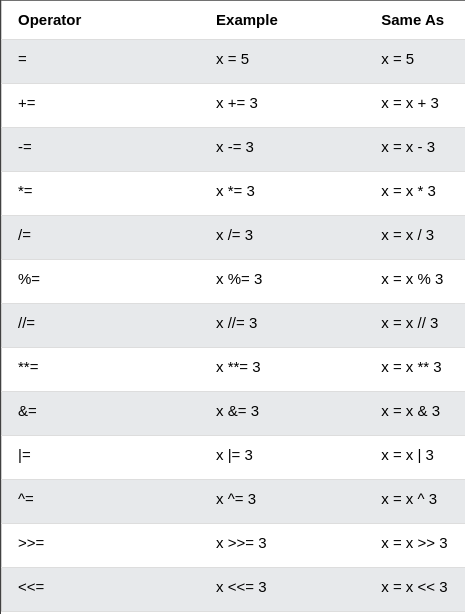 Operator Example Same As
= x = 5 x = 5
+= x += 3 x = x + 3
-= x -= 3 x = x - 3
*= x *= 3 x = x * 3
/= x /= 3 x = x / 3
%= x %= 3 x = x % 3
//= x //= 3 x = x // 3
**= x **= 3 x = x ** 3
&= x &= 3 x = x & 3
|= x |= 3 x = x | 3
^= x ^= 3 x = x ^ 3
>>= x >>= 3 x = x >> 3
<<= x <<= 3 x = x << 3